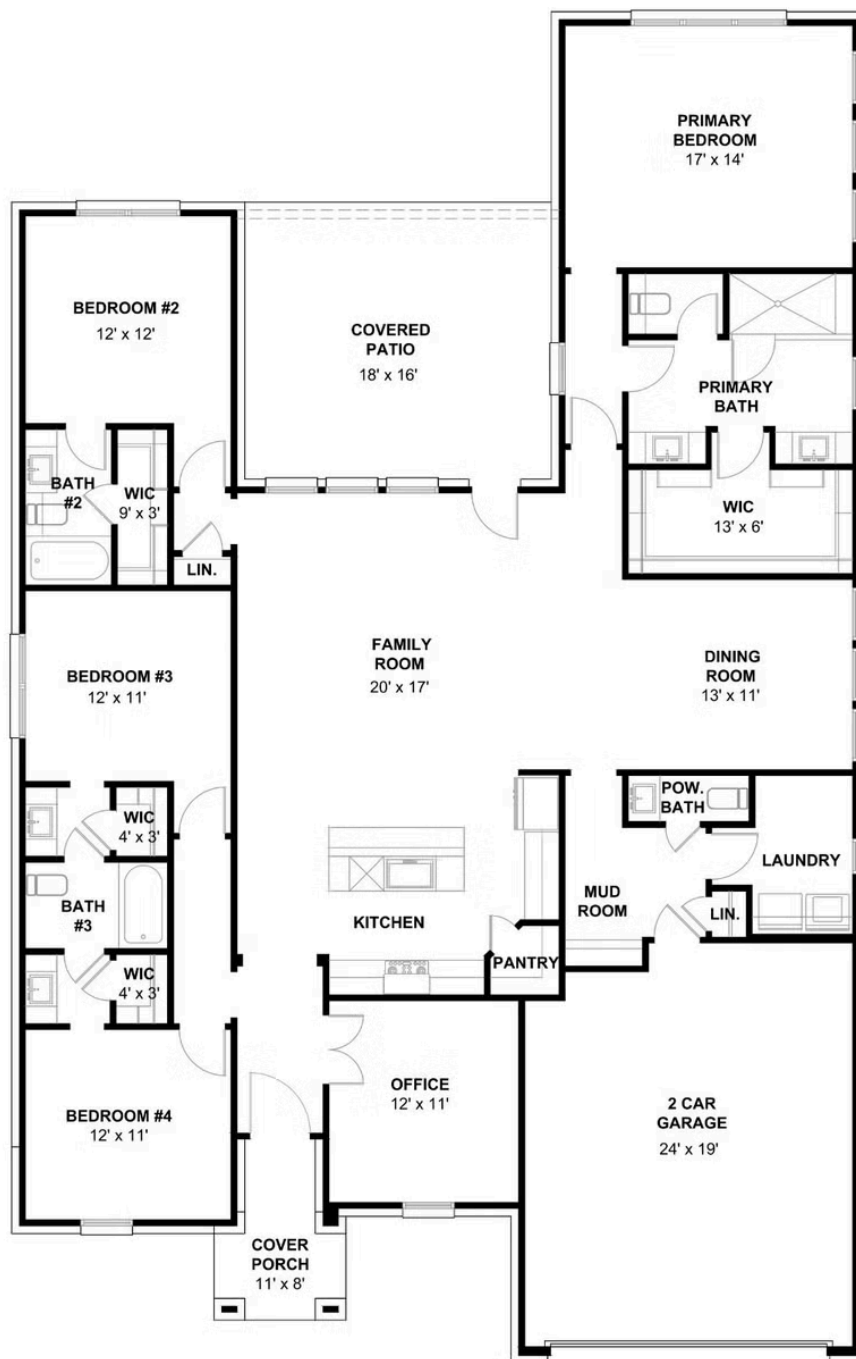 PRIMARY
BEDROOM
17' x 14'
BEDROOM #2
12' x 12'
COVERED
PATIO
18' x 16'
PRIMARY
BATH
BATH
#2
WIC
9' x 3'
WIC
13' x 6'
LIN.
BEDROOM #3
12' x 11'
FAMILY
ROOM
20' x 17'
DINING
ROOM
13' x 11'
WIC
4' x 3'
POW.
BATH
LAUNDRY
BATH
#3
KITCHEN
MUD
ROOM
LIN.
PANTRY
WIC
4' x 3'
BEDROOM #4
12' x 11'
OFFICE
12' x 11'
2 CAR
GARAGE
24' x 19'
COVER
PORCH
11' x 8'